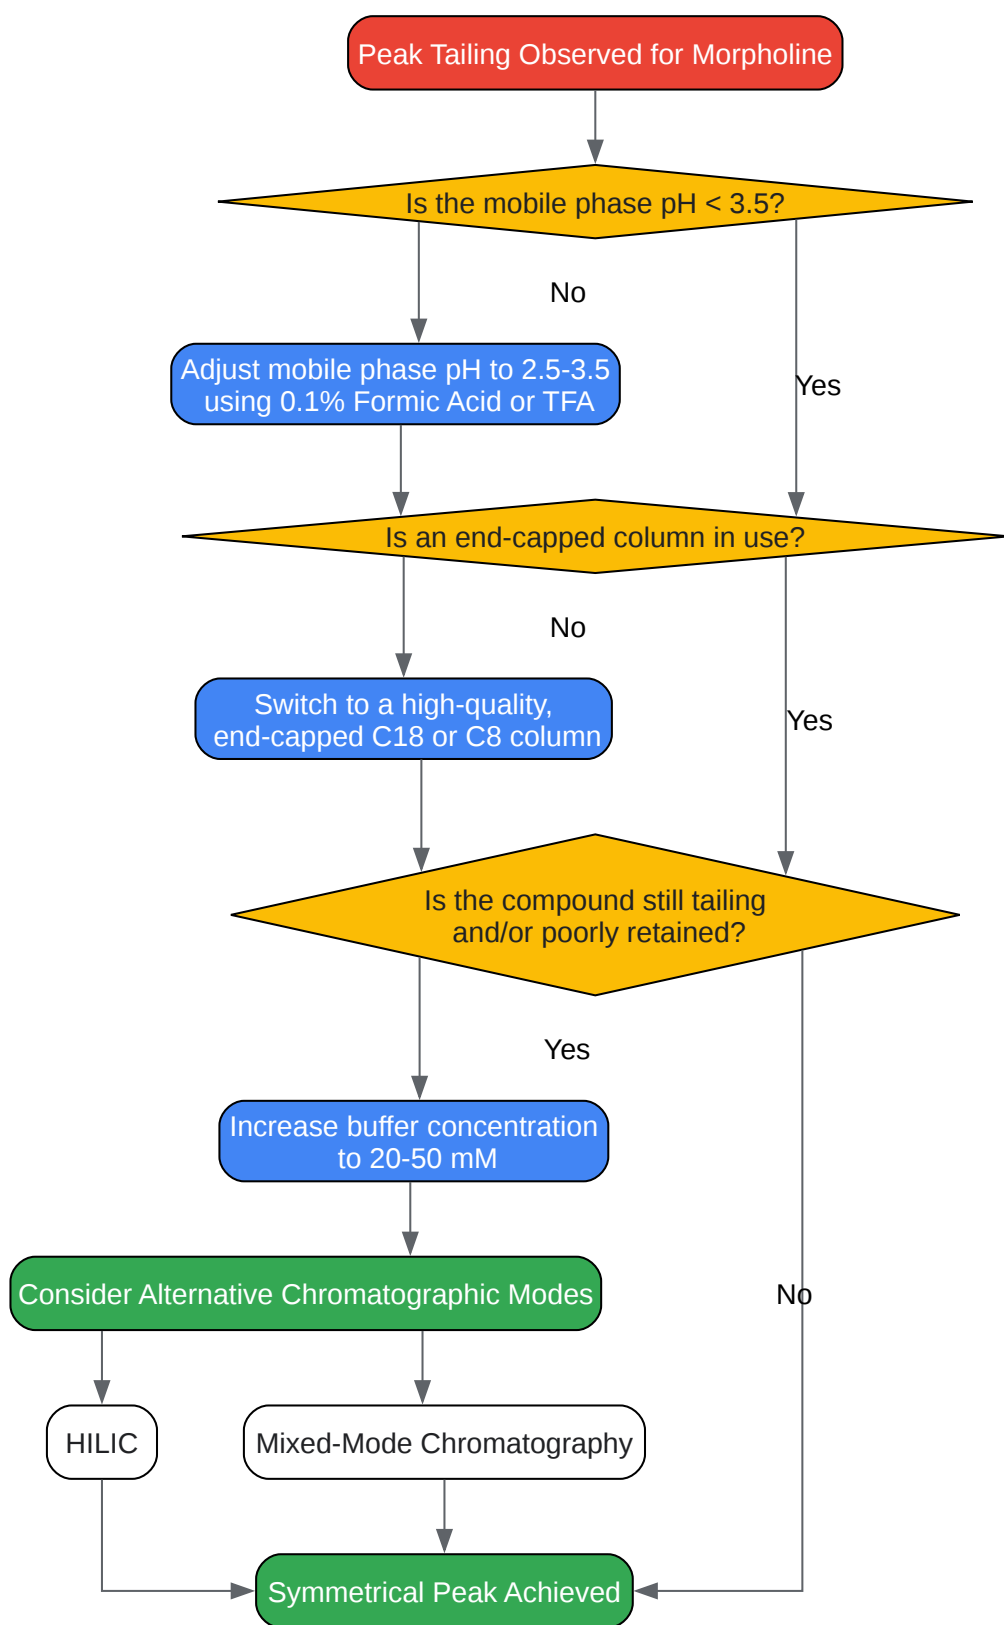 Peak Tailing Observed for Morpholine
Is the mobile phase pH < 3.5?
No
Adjust mobile phase pH to 2.5-3.5
using 0.1% Formic Acid or TFA
Yes
Is an end-capped column in use?
No
Switch to a high-quality,
end-capped C18 or C8 column
Yes
Is the compound still tailing
and/or poorly retained?
Yes
Increase buffer concentration
to 20-50 mM
Consider Alternative Chromatographic Modes
No
HILIC
Mixed-Mode Chromatography
Symmetrical Peak Achieved